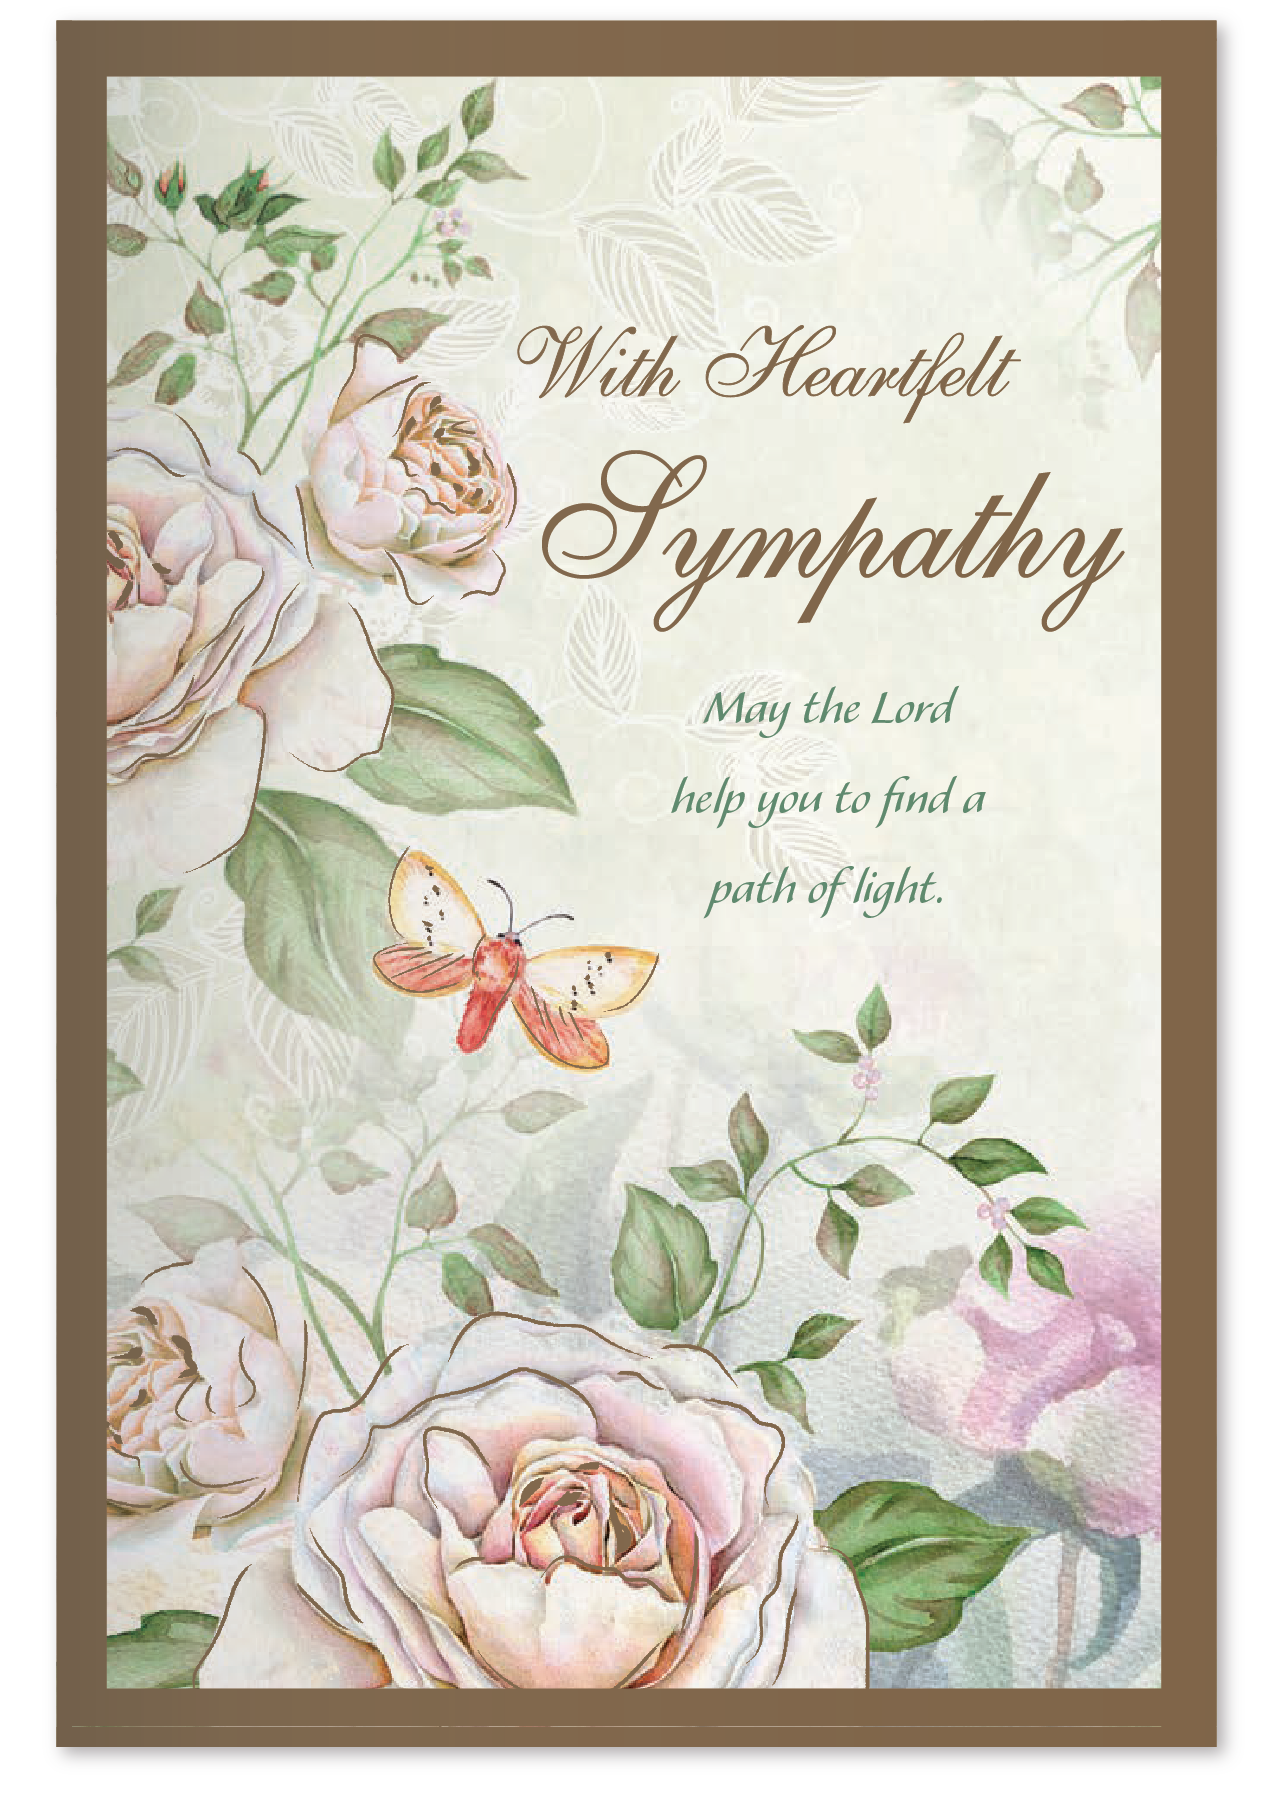 With Heartfelt
Sympathy
May the Lord
help you to find a
path of light.